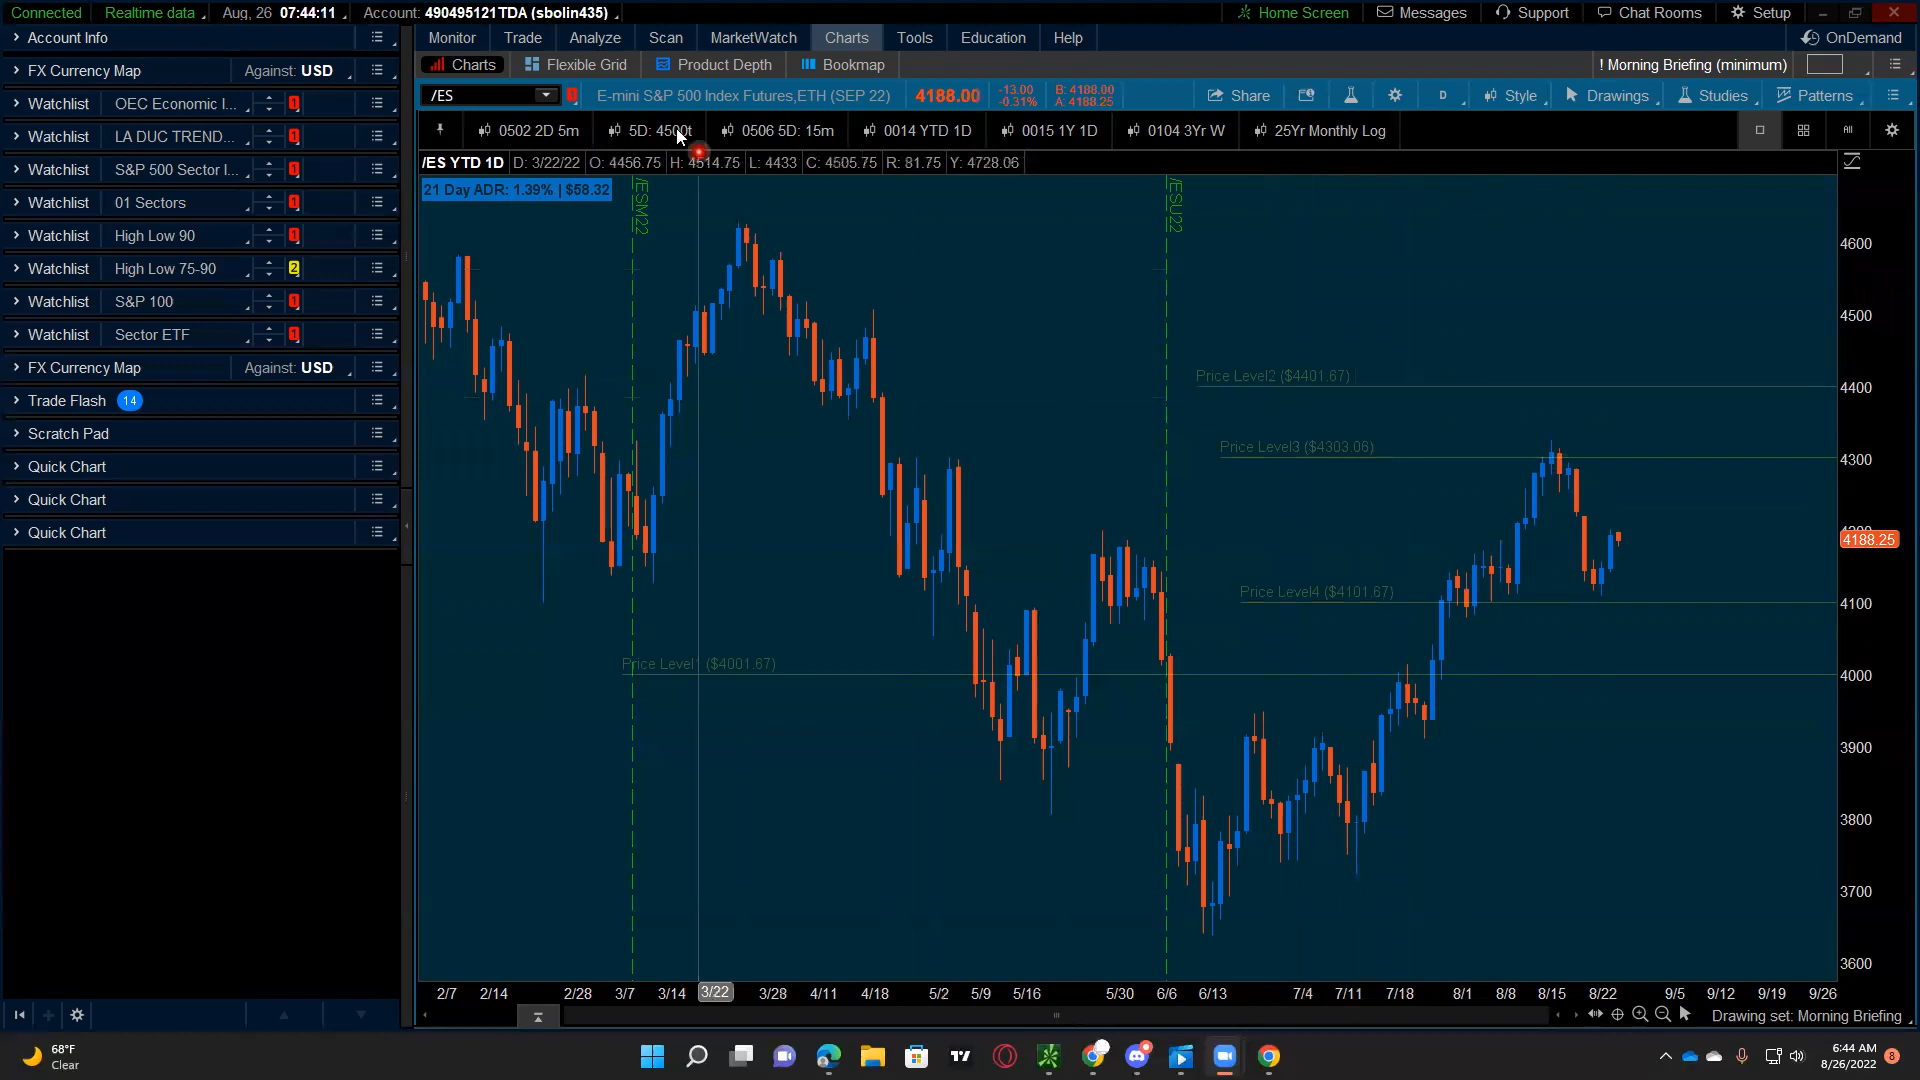 Connected Realtime data Aug, 26 07:44:11 Account: 490495121TDA (sbolin435) Home Screen Messages Support Chat Rooms Setup
Account Info
FX Currency Map Against: USD
Watchlist OEC Economic I...
Watchlist LA DUC TREND...
Watchlist S&P 500 Sector I...
Watchlist 01 Sectors
Watchlist High Low 90
Watchlist High Low 75-90
Watchlist S&P 100
Watchlist Sector ETF
FX Currency Map Against: USD
Trade Flash 14
Scratch Pad
Quick Chart
Quick Chart
Quick Chart
Monitor Trade Analyze Scan MarketWatch Charts Tools Education Help OnDemand
Charts Flexible Grid Product Depth Bookmap ! Morning Briefing (minimum)
/ES 1 E-mini S&P 500 Index Futures,ETH (SEP 22) 4188.00 -13.00 B: 4188.00
-0.31% A: 4188.25
Share D Style Drawings Studies Patterns
0502 2D 5m 5D: 4500t 0506 5D: 15m 0014 YTD 1D 0015 1Y 1D 0104 3Yr W 25Yr Monthly Log All
/ES YTD 1D D: 3/22/22 O: 4456.75 H: 4514.75 L: 4433 C: 4505.75 R: 81.75 Y: 4728.06
21 Day ADR: 1.39% | $58.32
/ESM22
/ESU22
Price Level2 ($4401.67)
Price Level3 ($4303.06)
Price Level4 ($4101.67)
Price Level1 ($4001.67)
4600
4500
4400
4300
4188.25
4100
4000
3900
3800
3700
3600
2/7 2/14 2/28 3/7 3/14 3/22 3/28 4/11 4/18 5/2 5/9 5/16 5/30 6/6 6/13 7/4 7/11 7/18 8/1 8/8 8/15 8/22 9/5 9/12 9/19 9/26
Drawing set: Morning Briefing
68°F
Clear
6:44 AM
8/26/2022
8